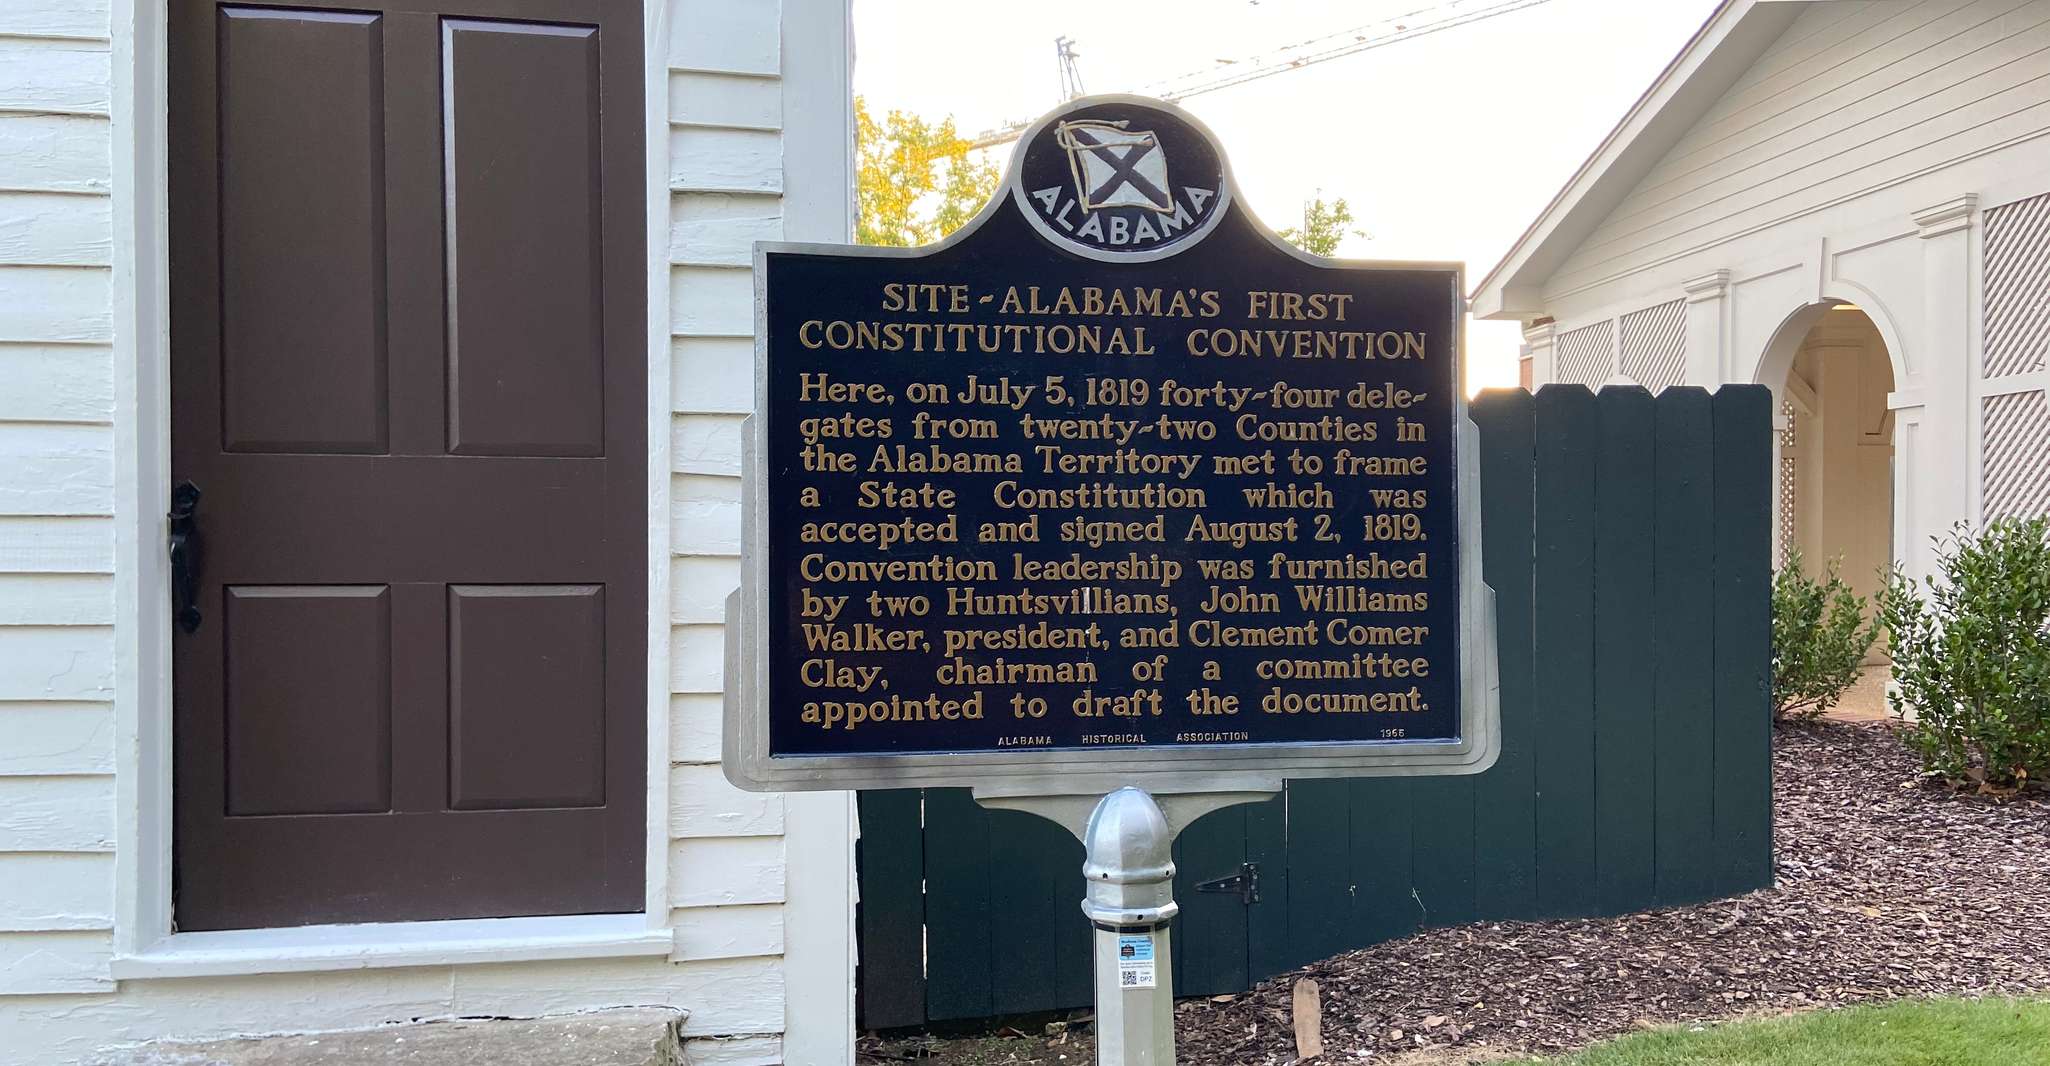 ALABAMA
SITE-ALABAMA'S FIRST
CONSTITUTIONAL CONVENTION
Here, on July 5, 1819 forty-four dele-
gates from twenty-two Counties in
the Alabama Territory met to frame
a State Constitution which was
accepted and signed August 2, 1819.
Convention leadership was furnished
by two Huntsvillians, John Williams
Walker, president, and Clement Comer
Clay, chairman of a committee
appointed to draft the document.
ALABAMA HISTORICAL ASSOCIATION 1966
DPZ